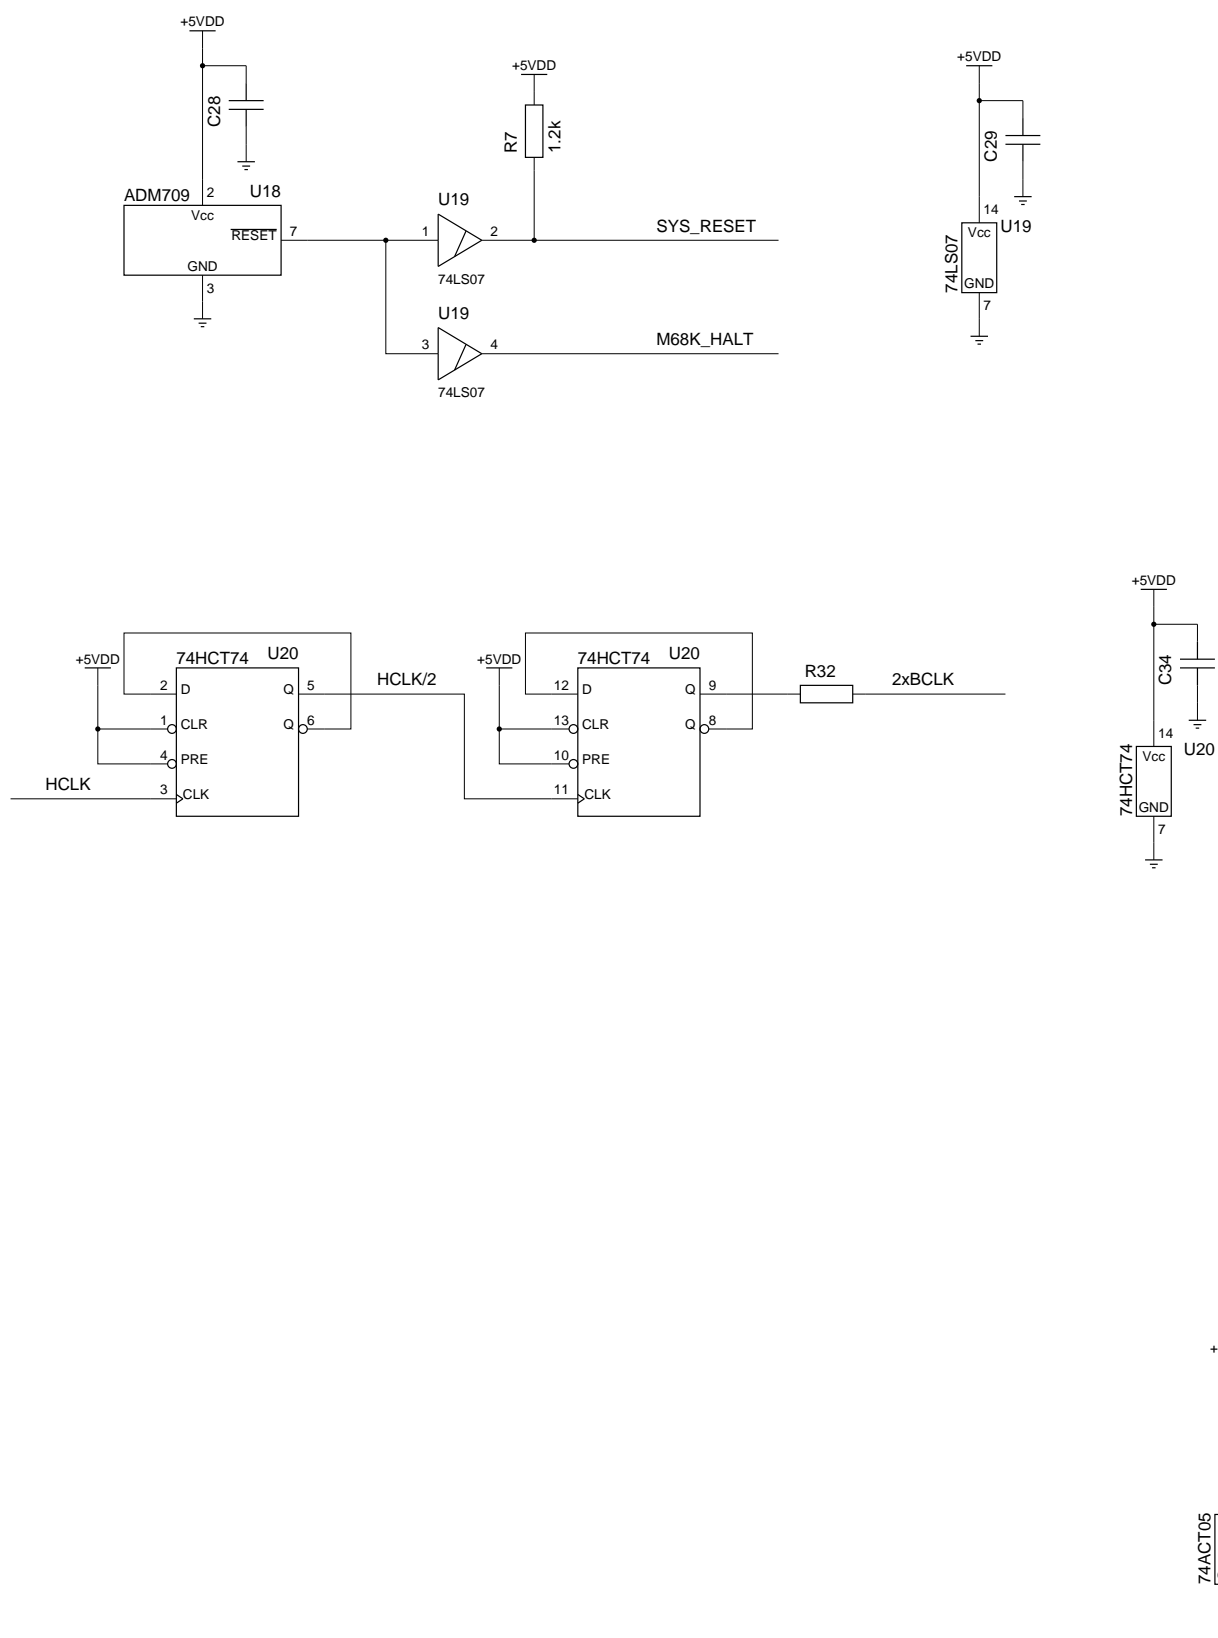 +5VDD
C28
ADM709
U18
2
Vcc
RESET
7
GND
3
+5VDD
R7
1.2k
U19
1
2
74LS07
SYS_RESET
U19
3
4
74LS07
M68K_HALT
+5VDD
C29
14
U19
Vcc
74LS07
GND
7
+5VDD
74HCT74
U20
2
D
Q
5
1
CLR
Q
6
4
PRE
HCLK
3
CLK
HCLK/2
+5VDD
74HCT74
U20
12
D
Q
9
13
CLR
Q
8
10
PRE
11
CLK
R32
2xBCLK
+5VDD
C34
14
U20
Vcc
74HCT74
GND
7
+
74ACT05